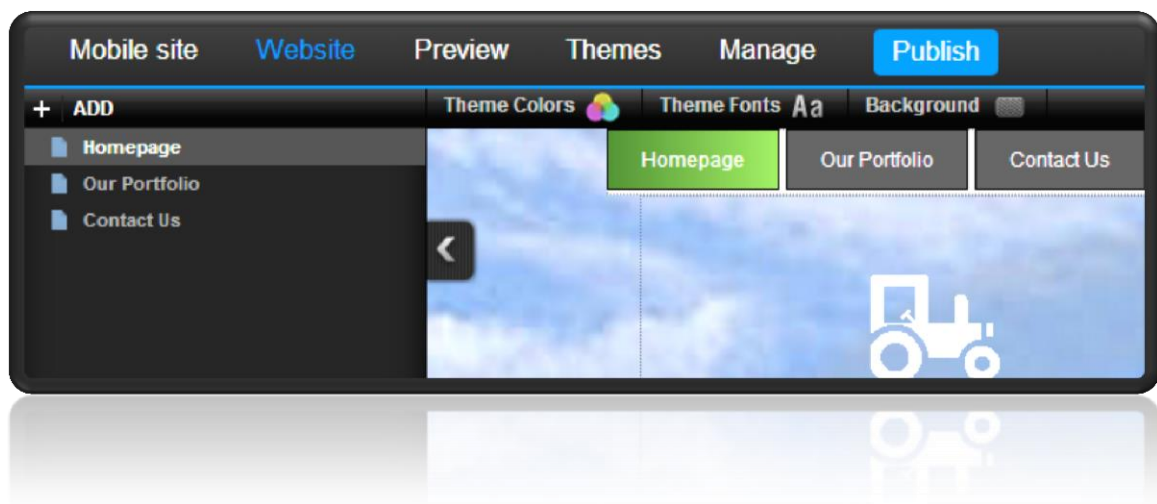 Mobile site Website Preview Themes Manage Publish
+ ADD Theme Colors Theme Fonts Aa Background
Homepage
Our Portfolio
Contact Us
Homepage Our Portfolio Contact Us